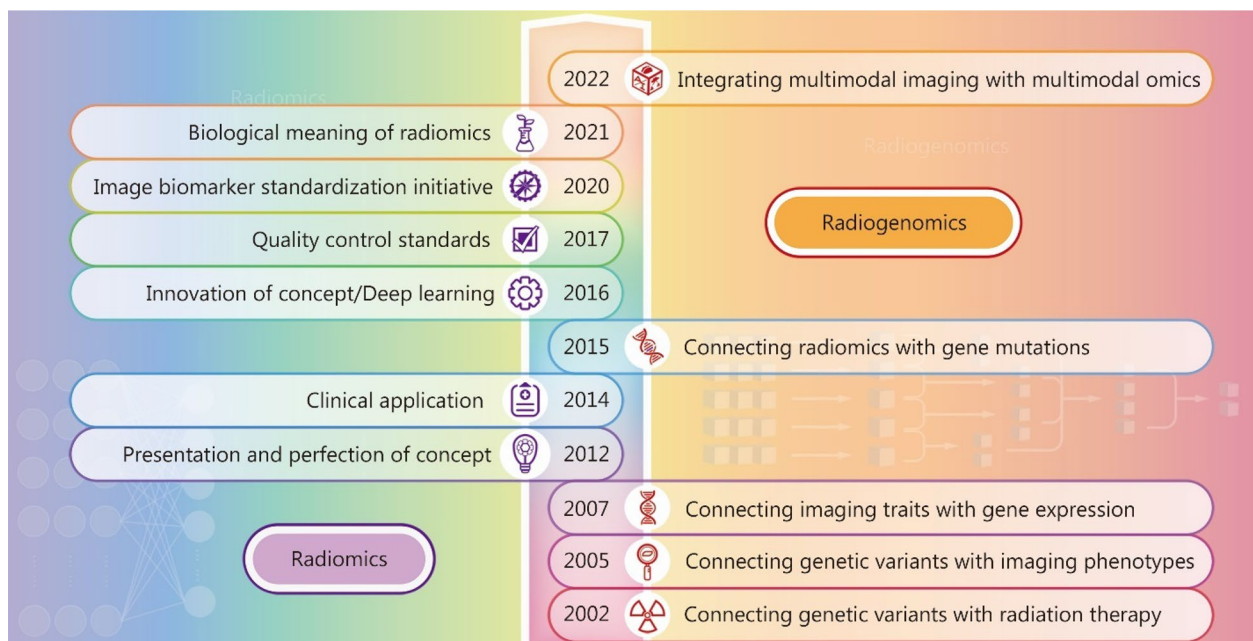 2022 Integrating multimodal imaging with multimodal omics
Radiomics
Biological meaning of radiomics 2021
Radiogenomics
Image biomarker standardization initiative 2020
Radiogenomics
Quality control standards 2017
Innovation of concept/Deep learning 2016
2015 Connecting radiomics with gene mutations
Clinical application 2014
Presentation and perfection of concept 2012
2007 Connecting imaging traits with gene expression
Radiomics
2005 Connecting genetic variants with imaging phenotypes
2002 Connecting genetic variants with radiation therapy